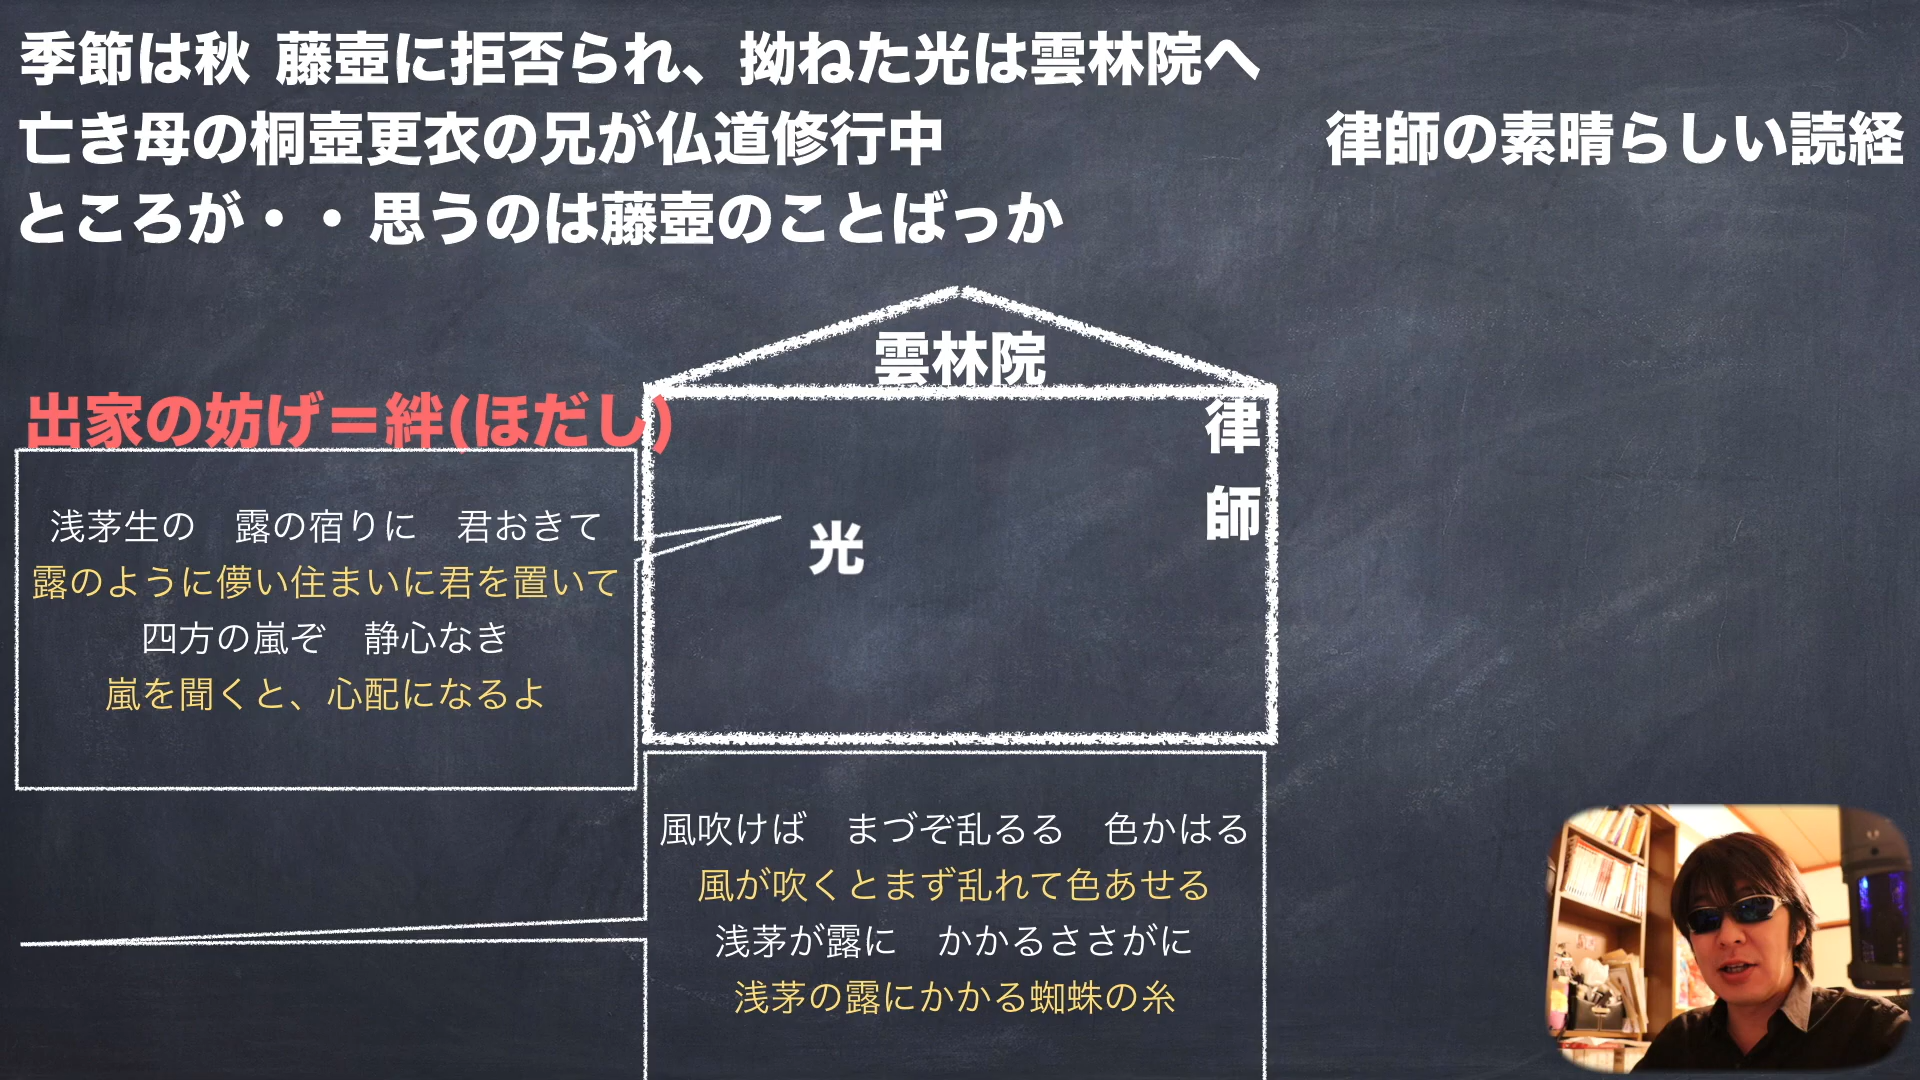 季節は秋 藤壺に拒否られ、拗ねた光は雲林院へ
亡き母の桐壺更衣の兄が仏道修行中
律師の素晴らしい読経
ところが・・思うのは藤壺のことばっか
雲林院
出家の妨げ＝絆(ほだし)
律師
光
浅茅生の　露の宿りに　君おきて
露のように儚い住まいに君を置いて
四方の嵐ぞ　静心なき
嵐を聞くと、心配になるよ
風吹けば　まづぞ乱るる　色かはる
風が吹くとまず乱れて色あせる
浅茅が露に　かかるささがに
浅茅の露にかかる蜘蛛の糸